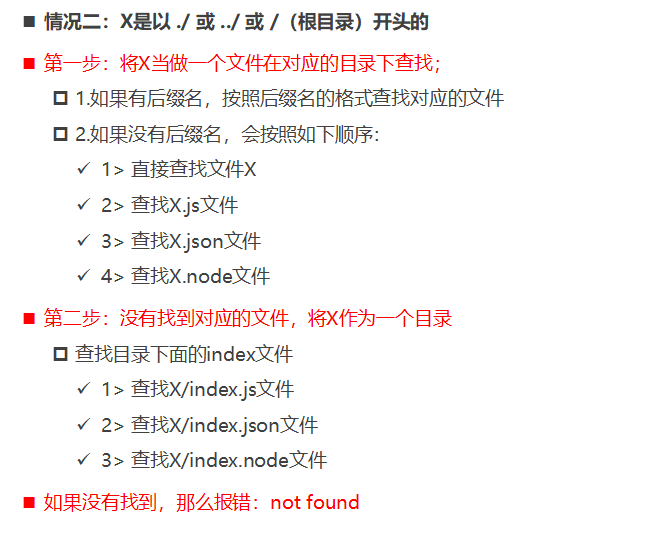 情况二：X是以 ./ 或 ../ 或 /（根目录）开头的
第一步：将X当做一个文件在对应的目录下查找；
1.如果有后缀名，按照后缀名的格式查找对应的文件
2.如果没有后缀名，会按照如下顺序：
1> 直接查找文件X
2> 查找X.js文件
3> 查找X.json文件
4> 查找X.node文件
第二步：没有找到对应的文件，将X作为一个目录
查找目录下面的index文件
1> 查找X/index.js文件
2> 查找X/index.json文件
3> 查找X/index.node文件
如果没有找到，那么报错：not found